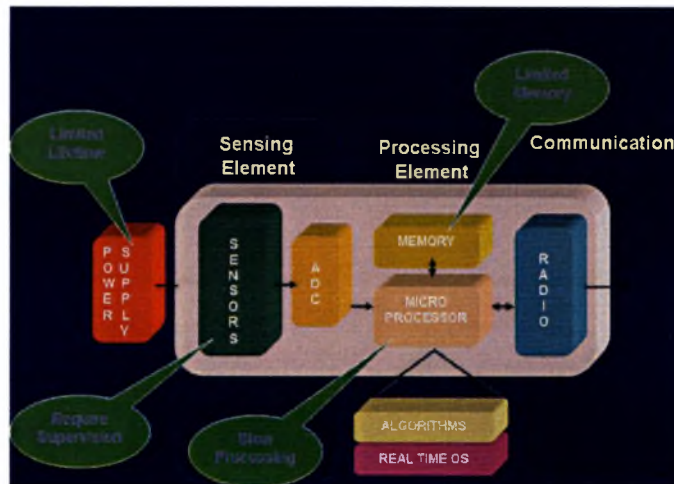 Limited
Memory
Limited
Lifetime
Sensing
Element
Processing
Element
Communication
POWER
SUPPLY
SENSORS
ADC
MEMORY
MICRO
PROCESSOR
RADIO
Require
Supervision
Slow
Processing
ALGORITHMS
REAL TIME OS